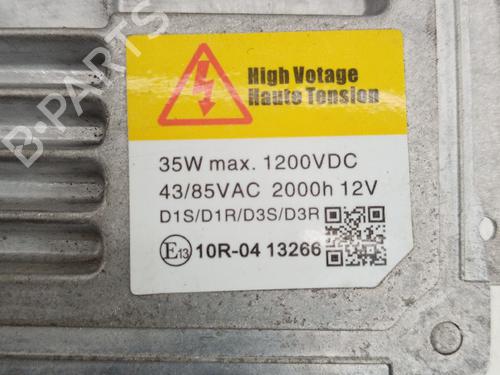 B-PARTS
High Votage
Haute Tension
35W max. 1200VDC
43/85VAC 2000h 12V
D1S/D1R/D3S/D3R
E13 10R-04 13266